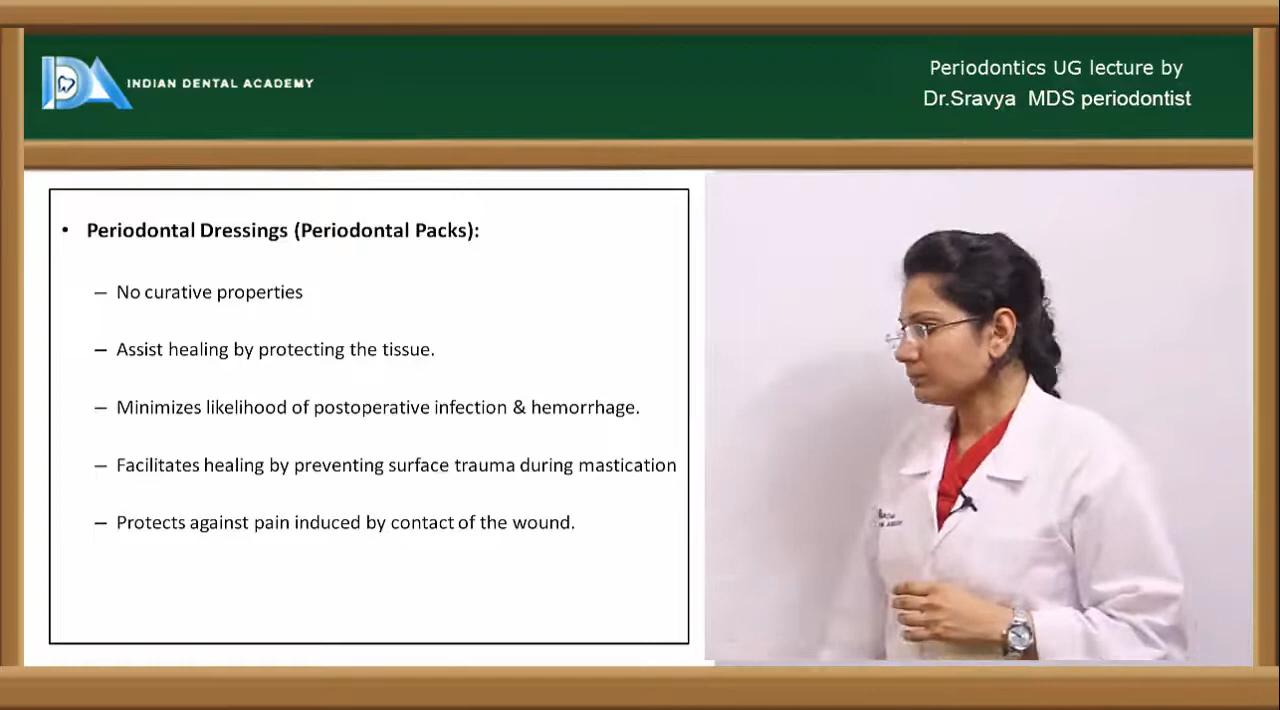 INDIAN DENTAL ACADEMY
Periodontics UG lecture by
Dr.Sravya MDS periodontist
• Periodontal Dressings (Periodontal Packs):
– No curative properties
– Assist healing by protecting the tissue.
– Minimizes likelihood of postoperative infection & hemorrhage.
– Facilitates healing by preventing surface trauma during mastication
– Protects against pain induced by contact of the wound.